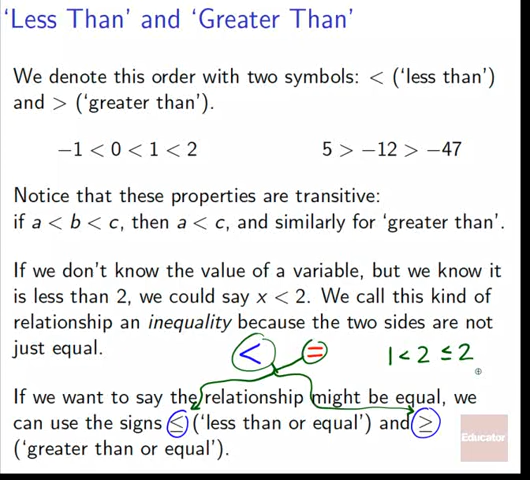 ‘Less Than’ and ‘Greater Than’
We denote this order with two symbols: < (‘less than’)
and > (‘greater than’).
−1 < 0 < 1 < 2 5 > −12 > −47
Notice that these properties are transitive:
if a < b < c, then a < c, and similarly for ‘greater than’.
If we don’t know the value of a variable, but we know it
is less than 2, we could say x < 2. We call this kind of
relationship an inequality because the two sides are not
just equal.
< = 1 < 2 ≤ 2
If we want to say the relationship might be equal, we
can use the signs ≤ (‘less than or equal’) and ≥
(‘greater than or equal’).
Educator